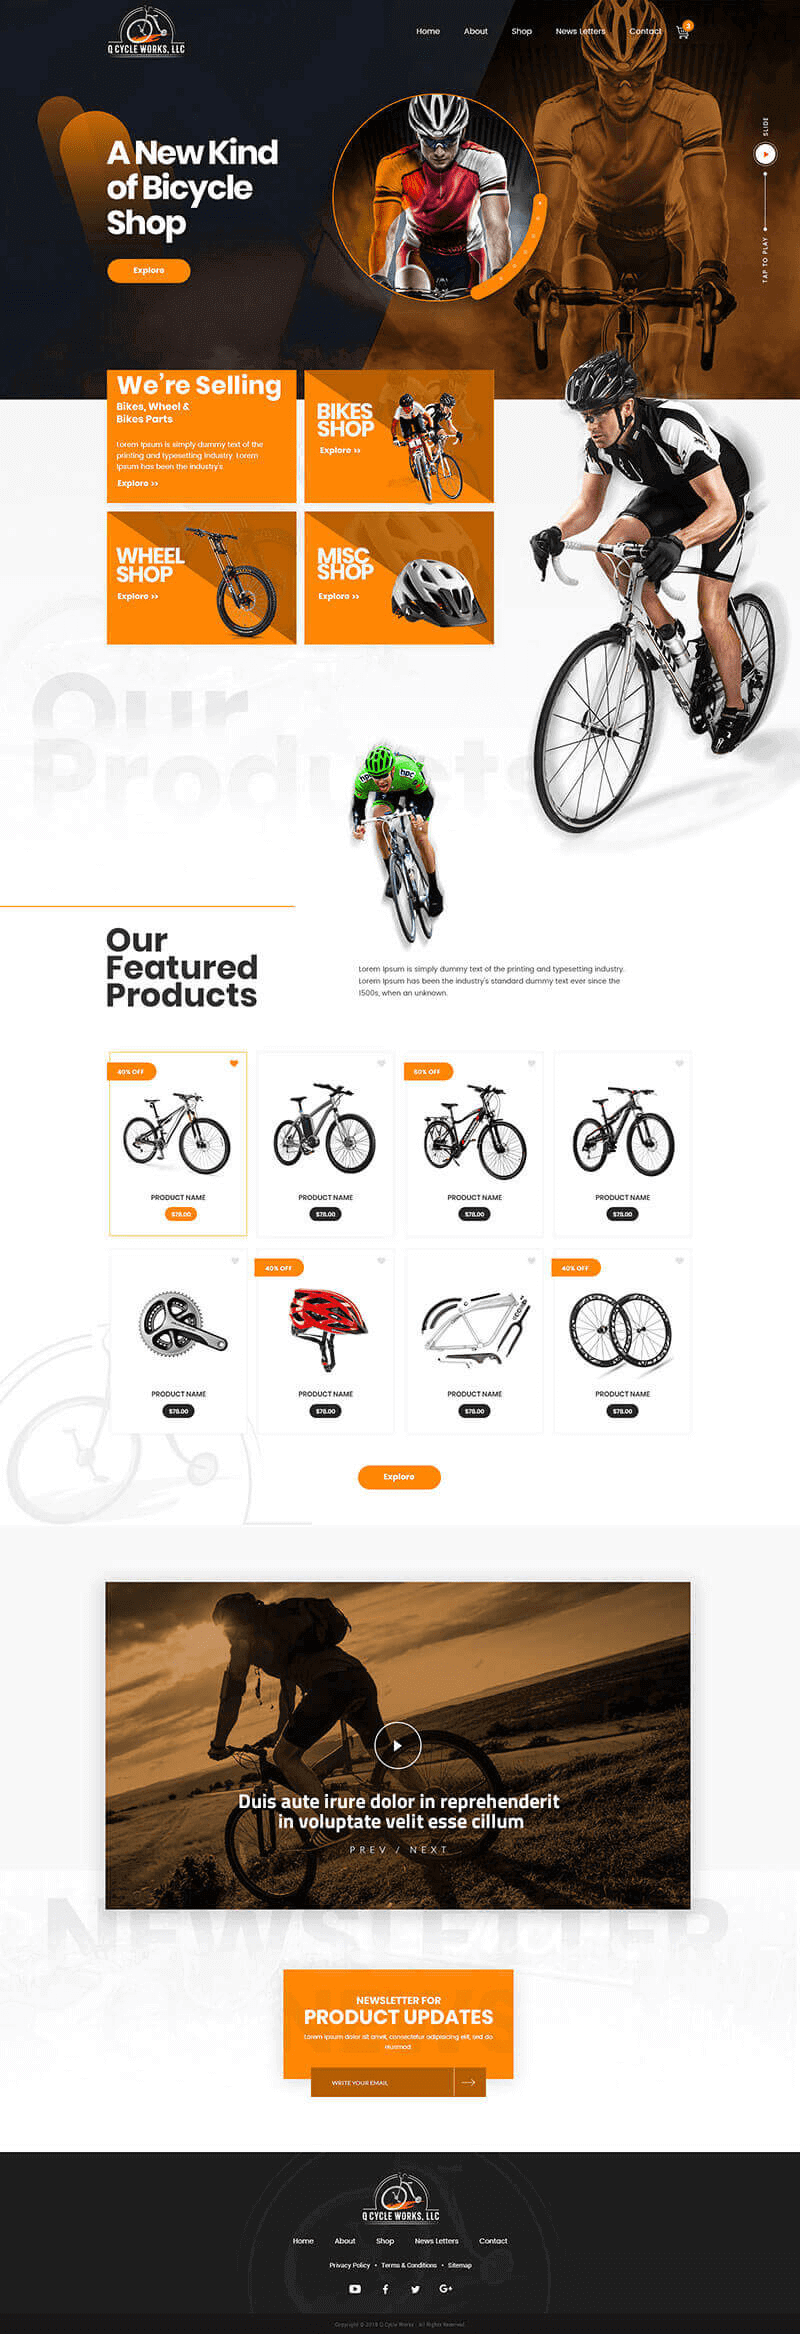 Q CYCLE WORKS, LLC
Home About Shop News Letters Contact
3
SLIDE
TAP TO PLAY
A New Kind
of Bicycle
Shop
Explore
We're Selling
Bikes, Wheel &
Bikes Parts
Lorem Ipsum is simply dummy text of the
printing and typesetting industry. Lorem
Ipsum has been the industry's
Explore >>
BIKES
SHOP
Explore >>
WHEEL
SHOP
Explore >>
MISC
SHOP
Explore >>
Our
Products
hpc
Our
Featured
Products
Lorem Ipsum is simply dummy text of the printing and typesetting industry.
Lorem Ipsum has been the industry's standard dummy text ever since the
1500s, when an unknown.
40% OFF
PRODUCT NAME
$78.00
PRODUCT NAME
$78.00
50% OFF
PRODUCT NAME
$78.00
PRODUCT NAME
$78.00
PRODUCT NAME
$78.00
40% OFF
PRODUCT NAME
$78.00
PRODUCT NAME
$78.00
40% OFF
PRODUCT NAME
$78.00
Explore
Duis aute irure dolor in reprehenderit
in voluptate velit esse cillum
PREV / NEXT
NEWSLETTER
NEWSLETTER FOR
PRODUCT UPDATES
Lorem ipsum dolor sit amet, consectetur adipisicing elit, sed do
eiusmod
WRITE YOUR EMAIL
Q CYCLE WORKS, LLC
Home About Shop News Letters Contact
Privacy Policy • Terms & Conditions • Sitemap
Copyright © 2018 Q Cycle Works . All Rights Reserved.